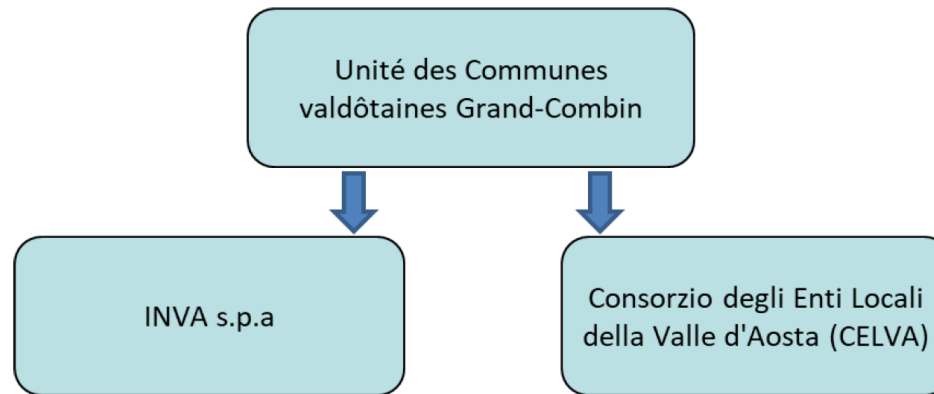 Unité des Communes
valdôtaines Grand-Combin
INVA s.p.a
Consorzio degli Enti Locali
della Valle d'Aosta (CELVA)